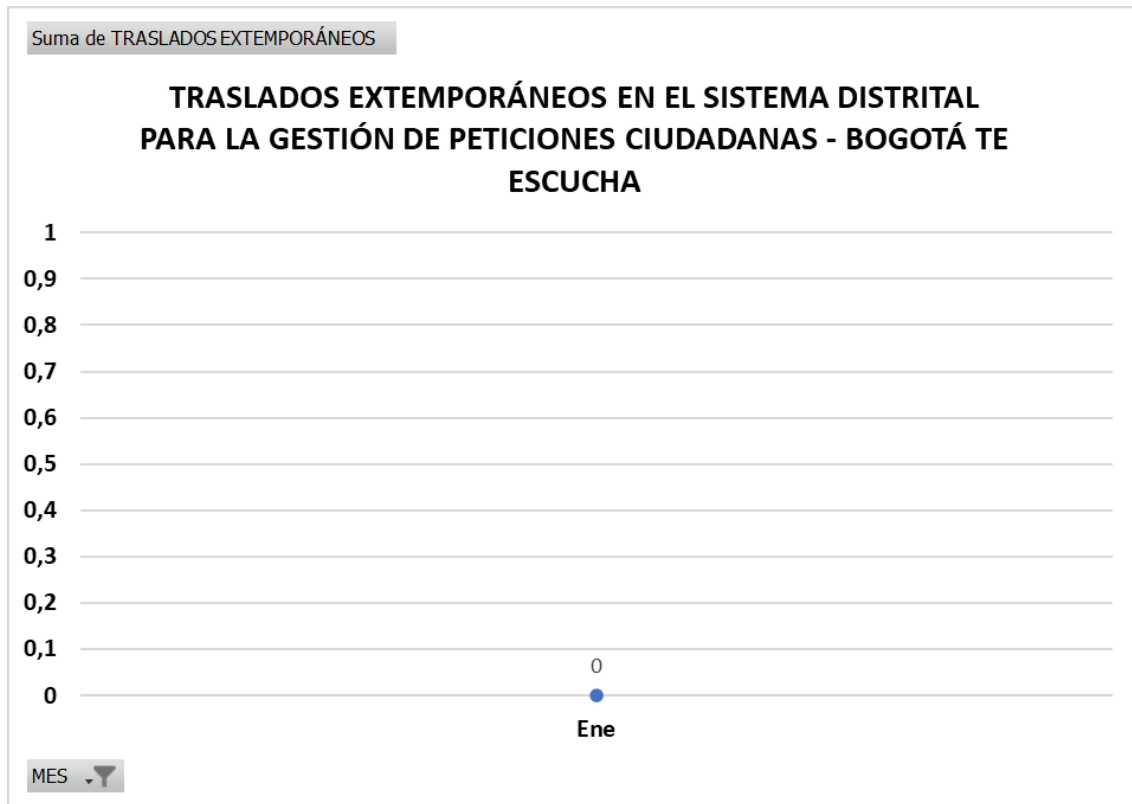 Suma de TRASLADOS EXTEMPORÁNEOS
TRASLADOS EXTEMPORÁNEOS EN EL SISTEMA DISTRITAL
PARA LA GESTIÓN DE PETICIONES CIUDADANAS - BOGOTÁ TE
ESCUCHA
1
0,9
0,8
0,7
0,6
0,5
0,4
0,3
0,2
0,1
0
0
Ene
MES